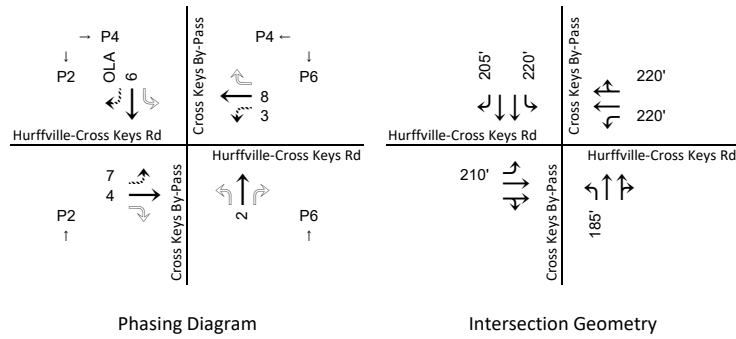 → P4
↓
P2
OLA
6
Cross Keys By-Pass
P4 ←
↓
P6
8
3
Hurffville-Cross Keys Rd
Hurffville-Cross Keys Rd
7
4
P2
↑
Cross Keys By-Pass
2
P6
↑
Phasing Diagram
205'
220'
Cross Keys By-Pass
220'
220'
Hurffville-Cross Keys Rd
Hurffville-Cross Keys Rd
210'
Cross Keys By-Pass
185'
Intersection Geometry